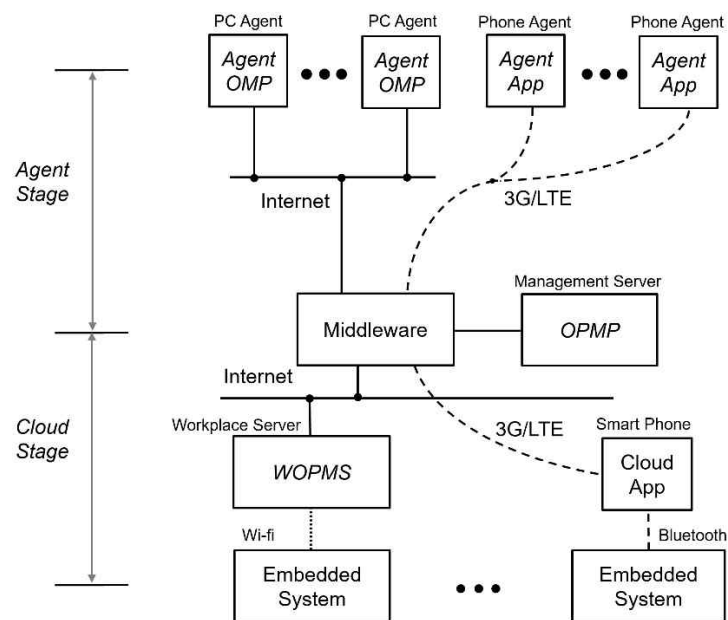 PC Agent
PC Agent
Phone Agent
Phone Agent
Agent
OMP
Agent
OMP
Agent
App
Agent
App
Agent
Stage
Internet
3G/LTE
Management Server
Middleware
OPMP
Internet
Cloud
Stage
Workplace Server
3G/LTE
Smart Phone
WOPMS
Cloud
App
Wi-fi
Bluetooth
Embedded
System
Embedded
System